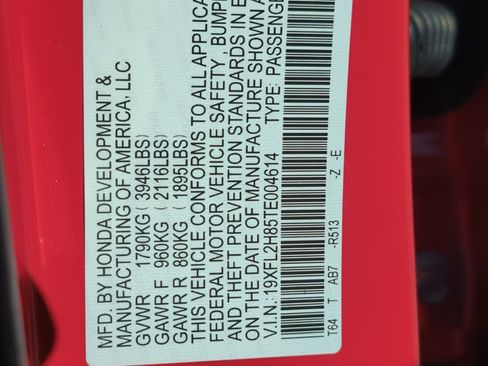 MFD. BY HONDA DEVELOPMENT &
MANUFACTURING OF AMERICA, LLC
GVWR 1790KG ( 3946LBS)
GAWR F 960KG ( 2116LBS)
GAWR R 860KG ( 1895LBS)
THIS VEHICLE CONFORMS TO ALL APPLICA
FEDERAL MOTOR VEHICLE SAFETY, BUMP
AND THEFT PREVENTION STANDARDS IN E
ON THE DATE OF MANUFACTURE SHOWN A
V.I.N.: 19XFL2H85TE004614 TYPE: PASSENGE
T64 T AB7 -R513 -Z -E